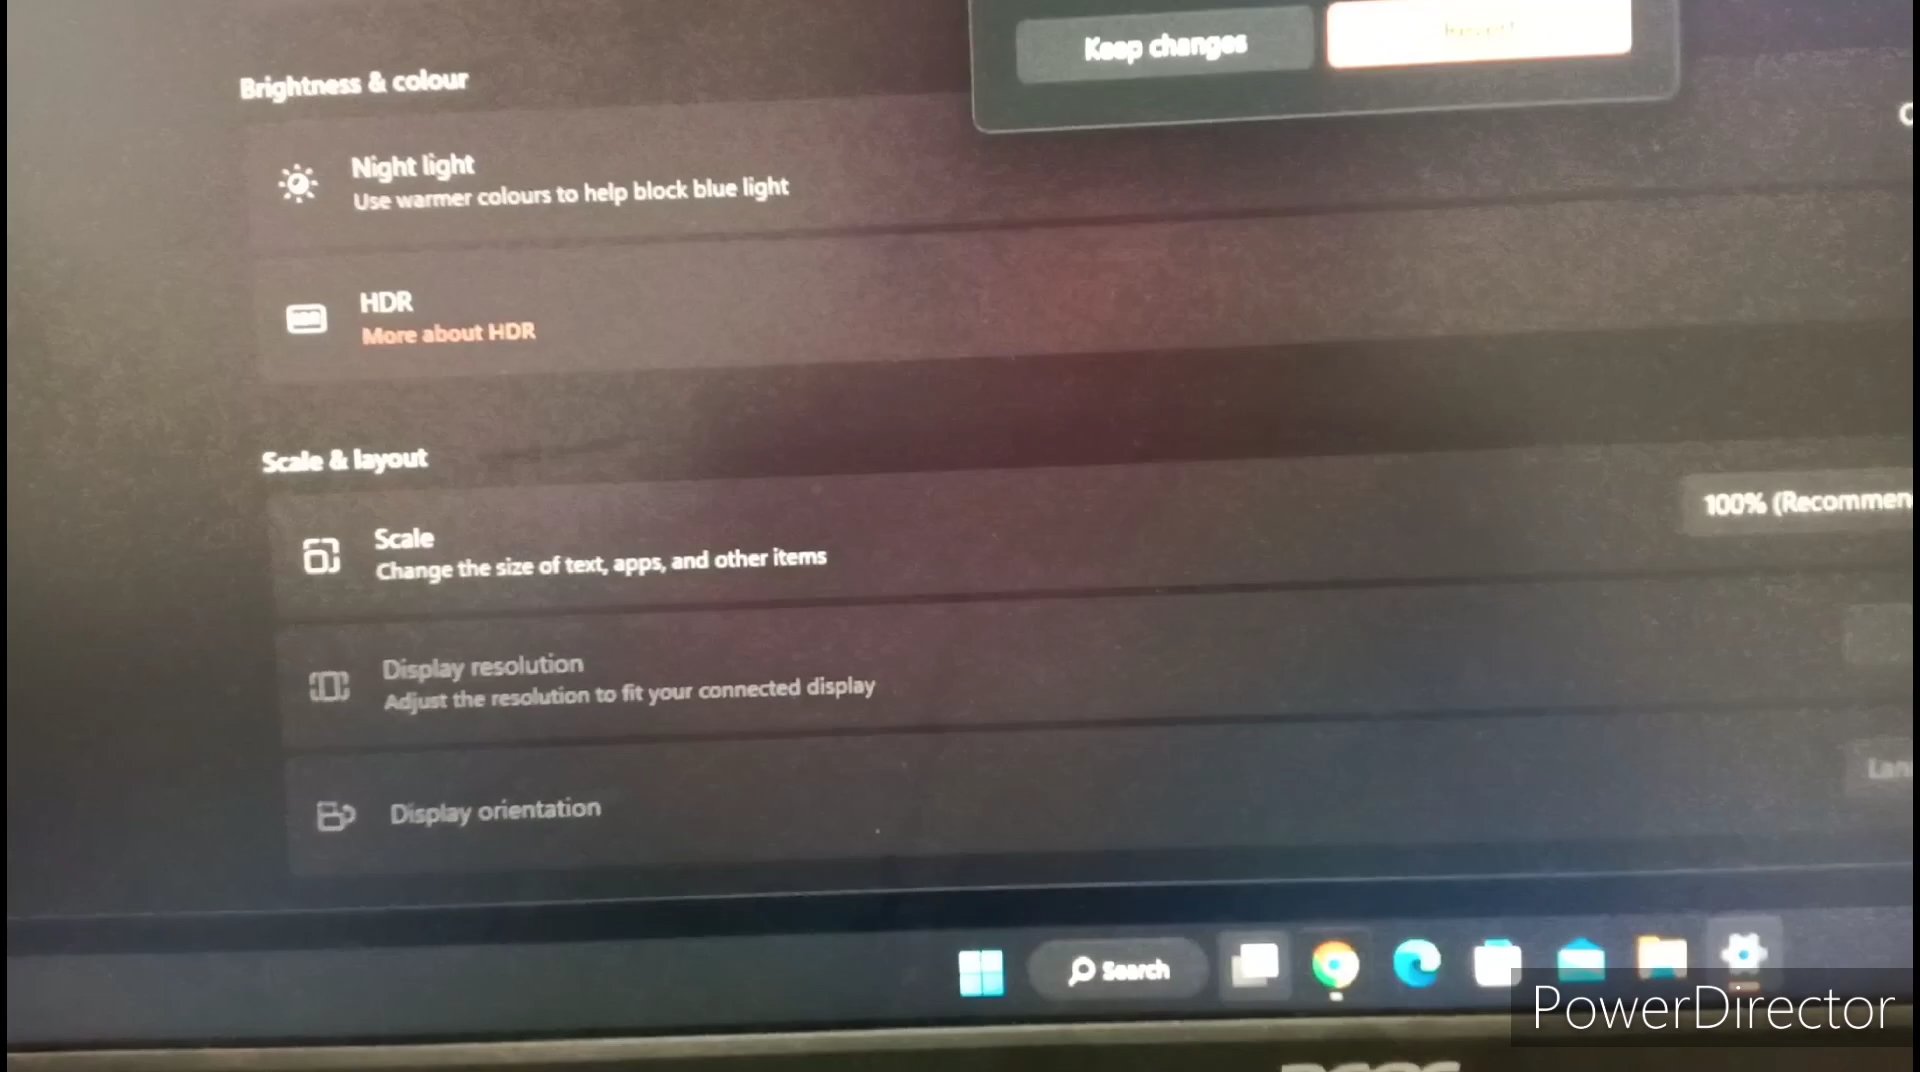 Keep changes
Brightness & colour
Night light
Use warmer colours to help block blue light
HDR
More about HDR
Scale & layout
Scale
Change the size of text, apps, and other items
100% (Recommen
Display resolution
Adjust the resolution to fit your connected display
Display orientation
Lan
Search
PowerDirector